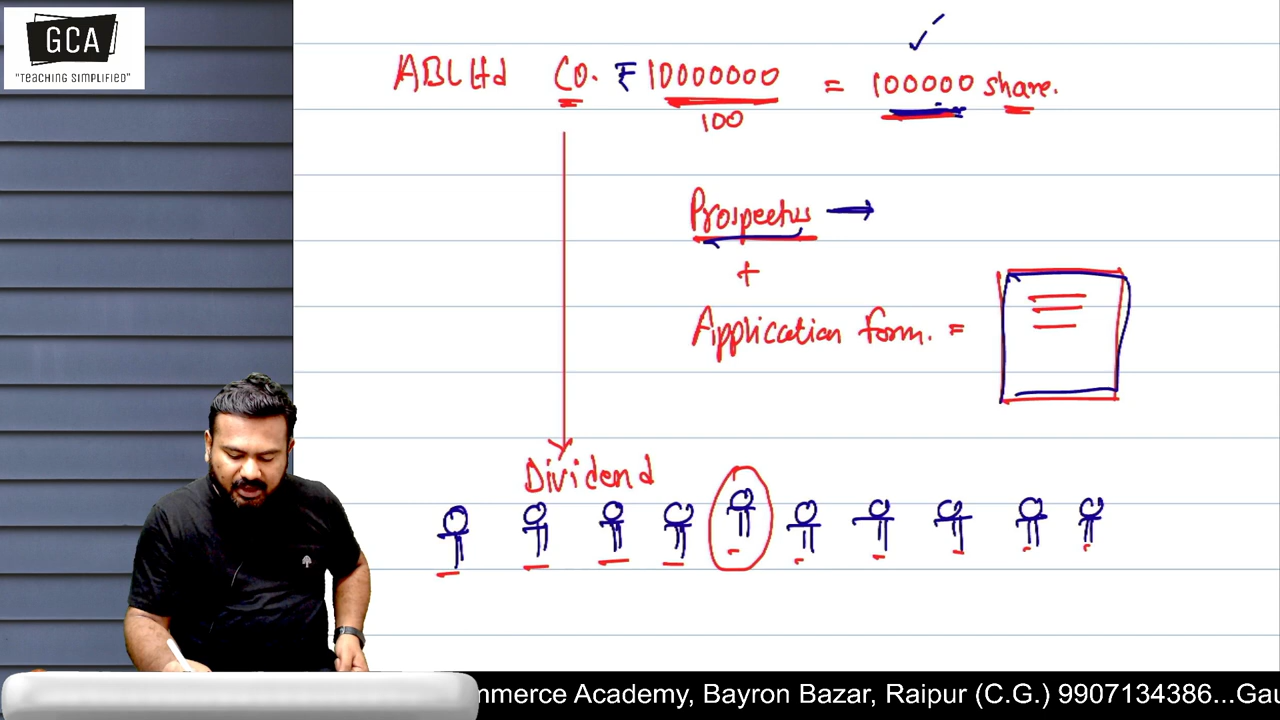 GCA
"TEACHING SIMPLIFIED"
ABC Ltd Co. ₹ 10000000 = 100000 share.
100
Prospectus →
+
Application form. =
Dividend
mmerce Academy, Bayron Bazar, Raipur (C.G.) 9907134386...Gau